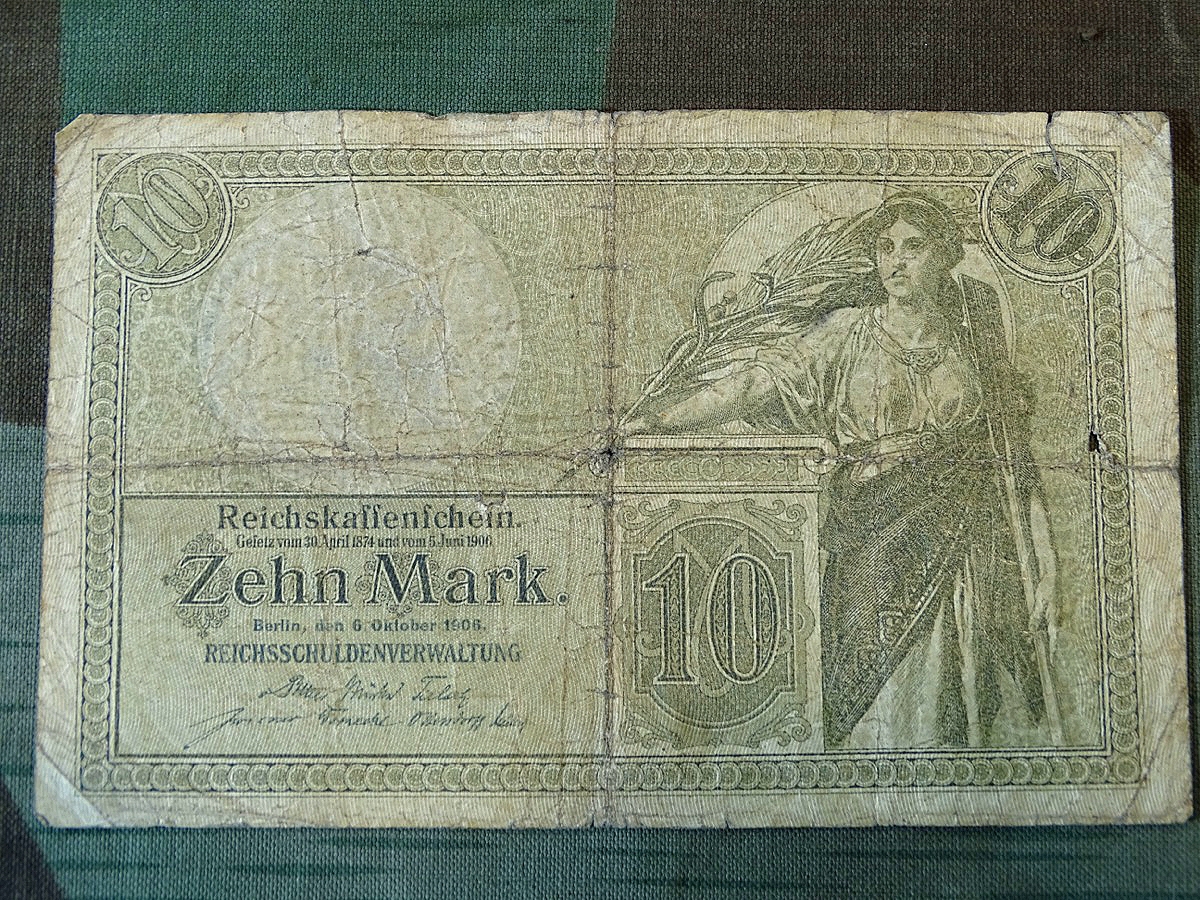 10
10
Reichskaſſenſchein.
Geſetz vom 30. April 1874 und vom 5. Juni 1906
Zehn Mark.
Berlin, den 6. Oktober 1906.
REICHSSCHULDENVERWALTUNG
10